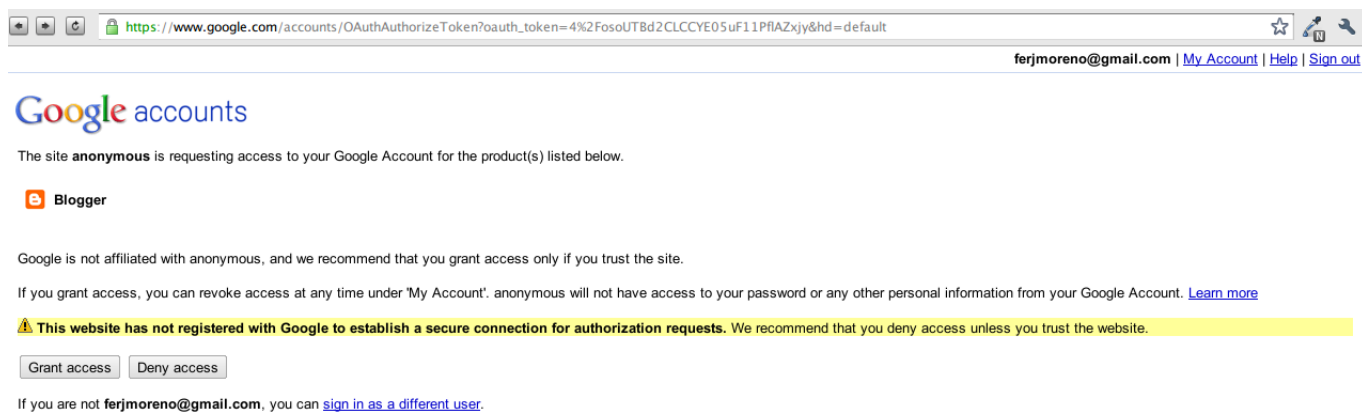 https://www.google.com/accounts/OAuthAuthorizeToken?oauth_token=4%2FosoUTBd2CLCCYE05uF11PflAZxjy&hd=default
N
ferjmoreno@gmail.com | My Account | Help | Sign out
Google accounts
The site anonymous is requesting access to your Google Account for the product(s) listed below.
Blogger
Google is not affiliated with anonymous, and we recommend that you grant access only if you trust the site.
If you grant access, you can revoke access at any time under 'My Account'. anonymous will not have access to your password or any other personal information from your Google Account. Learn more
This website has not registered with Google to establish a secure connection for authorization requests. We recommend that you deny access unless you trust the website.
Grant access Deny access
If you are not ferjmoreno@gmail.com, you can sign in as a different user.